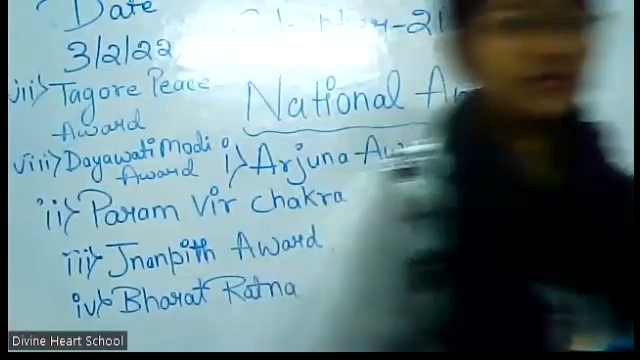 Date
3/2/22
-21
National
vii> Tagore Peace
Award
viii> Dayawati Modi
Award
i> Arjuna-
ii> Param Vir Chakra
iii> Jnanpith Award
iv> Bharat Ratna
Divine Heart School